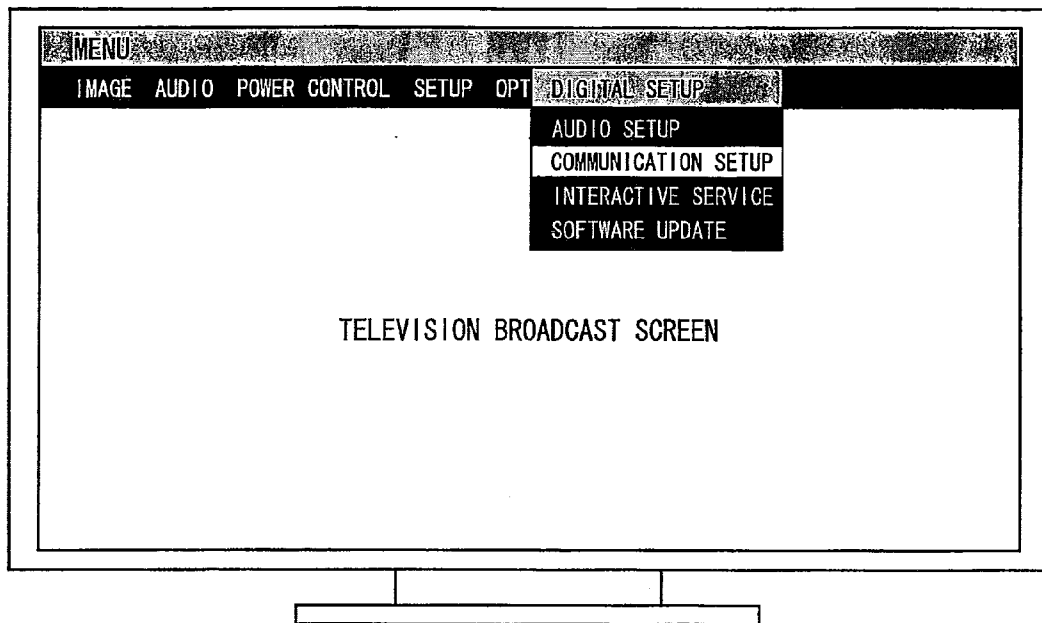 MENU
IMAGE AUDIO POWER CONTROL SETUP OPT DIGITAL SETUP
AUDIO SETUP
COMMUNICATION SETUP
INTERACTIVE SERVICE
SOFTWARE UPDATE
TELEVISION BROADCAST SCREEN